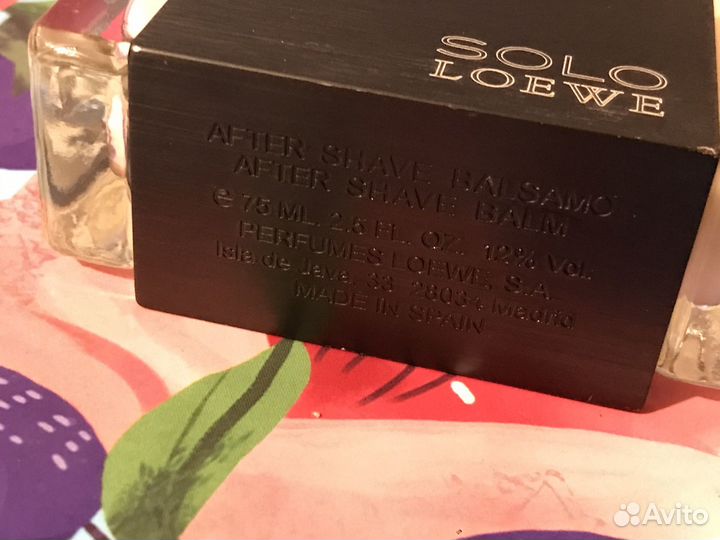 SOLO
LOEWE
AFTER SHAVE BALSAMO
AFTER SHAVE BALM
e 75 ML. 2.5 FL. OZ. 12% Vol.
PERFUMES LOEWE, S.A.
Isla de Java, 33 28034 Madrid
MADE IN SPAIN
Avito